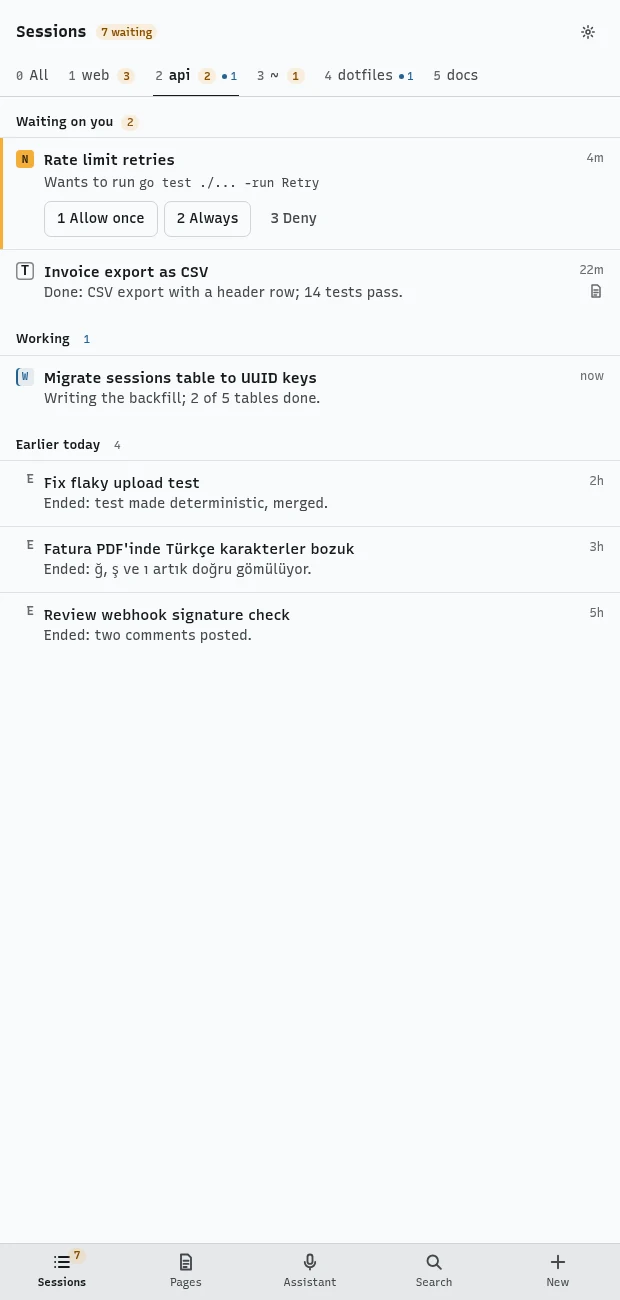 Sessions 7 waiting
0 All 1 web 3 2 api 2 1 3 ~ 1 4 dotfiles 1 5 docs
Waiting on you 2
N Rate limit retries 4m
Wants to run go test ./... -run Retry
1 Allow once 2 Always 3 Deny
T Invoice export as CSV 22m
Done: CSV export with a header row; 14 tests pass.
Working 1
W Migrate sessions table to UUID keys now
Writing the backfill; 2 of 5 tables done.
Earlier today 4
E Fix flaky upload test 2h
Ended: test made deterministic, merged.
E Fatura PDF'inde Türkçe karakterler bozuk 3h
Ended: ğ, ş ve ı artık doğru gömülüyor.
E Review webhook signature check 5h
Ended: two comments posted.
7
Sessions Pages Assistant Search New